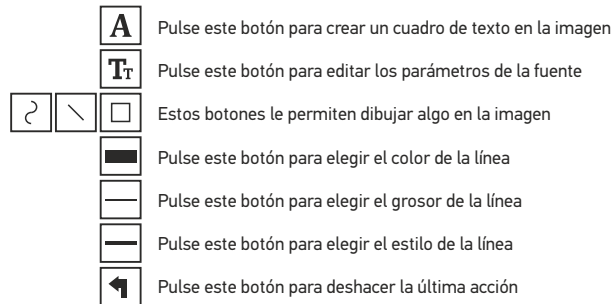 A Pulse este botón para crear un cuadro de texto en la imagen
TT Pulse este botón para editar los parámetros de la fuente
Estos botones le permiten dibujar algo en la imagen
Pulse este botón para elegir el color de la línea
Pulse este botón para elegir el grosor de la línea
Pulse este botón para elegir el estilo de la línea
Pulse este botón para deshacer la última acción